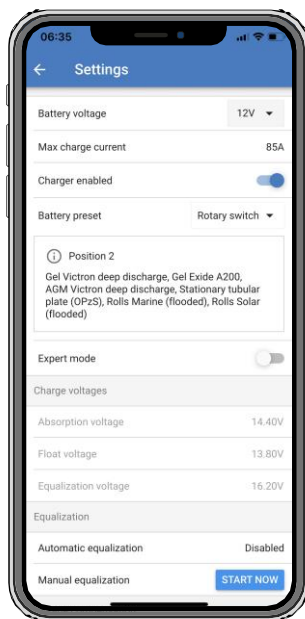 06:35
Settings
Battery voltage 12V
Max charge current 85A
Charger enabled
Battery preset Rotary switch
Position 2
Gel Victron deep discharge, Gel Exide A200,
AGM Victron deep discharge, Stationary tubular
plate (OPzS), Rolls Marine (flooded), Rolls Solar
(flooded)
Expert mode
Charge voltages
Absorption voltage 14.40V
Float voltage 13.80V
Equalization voltage 16.20V
Equalization
Automatic equalization Disabled
Manual equalization START NOW